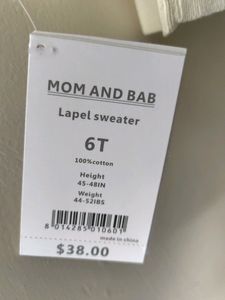 MOM AND BAB
Lapel sweater
6T
100%cotton
Height
45-48IN
Weight
44-52IBS
8 014285 010601
made in china
$38.00